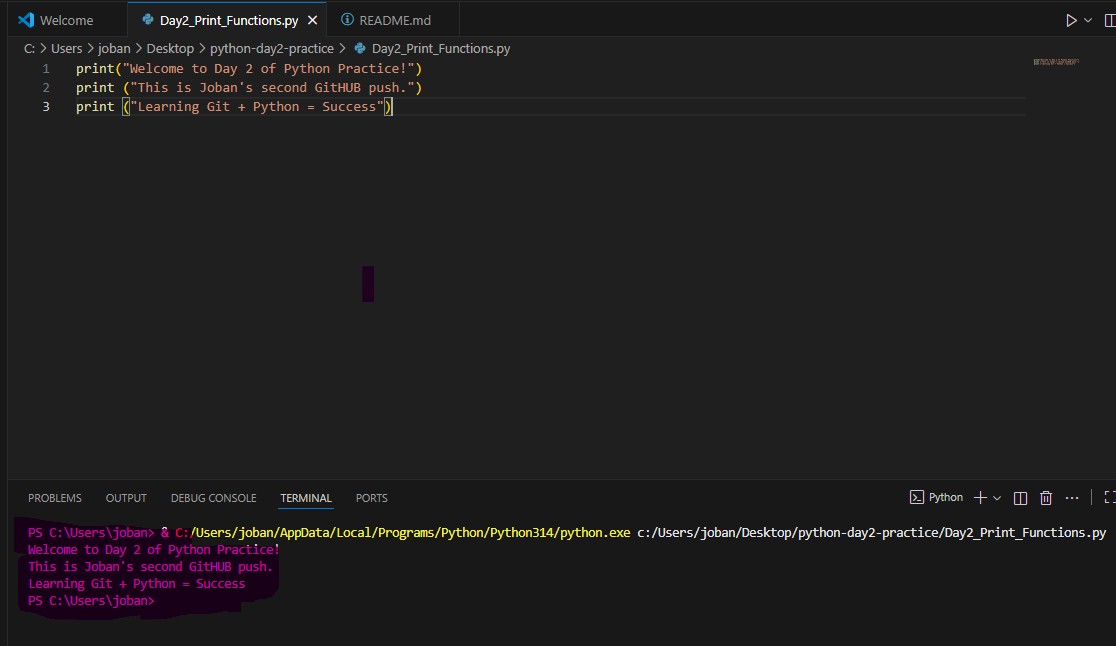 Welcome
Day2_Print_Functions.py
README.md
C: > Users > joban > Desktop > python-day2-practice > Day2_Print_Functions.py
1 print("Welcome to Day 2 of Python Practice!")
2 print ("This is Joban's second GitHUB push.")
3 print ("Learning Git + Python = Success")
PROBLEMS OUTPUT DEBUG CONSOLE TERMINAL PORTS
Python
PS C:\Users\joban> & C:/Users/joban/AppData/Local/Programs/Python/Python314/python.exe c:/Users/joban/Desktop/python-day2-practice/Day2_Print_Functions.py
Welcome to Day 2 of Python Practice!
This is Joban's second GitHUB push.
Learning Git + Python = Success
PS C:\Users\joban>